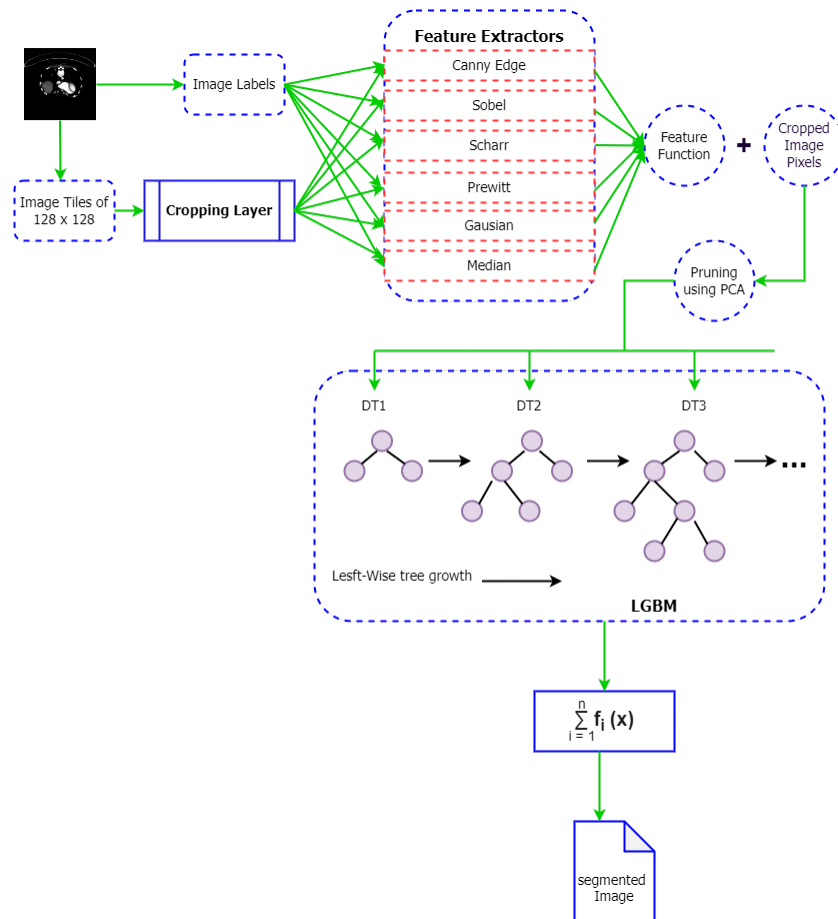 Feature Extractors
Canny Edge
Image Labels
Sobel
Scharr
Prewitt
Gausian
Median
Image Tiles of
128 x 128
Cropping Layer
Feature
Function
+
Cropped
Image
Pixels
Pruning
using PCA
DT1
DT2
DT3
...
Lesft-Wise tree growth
LGBM
n
∑ fᵢ (x)
i = 1
segmented
Image